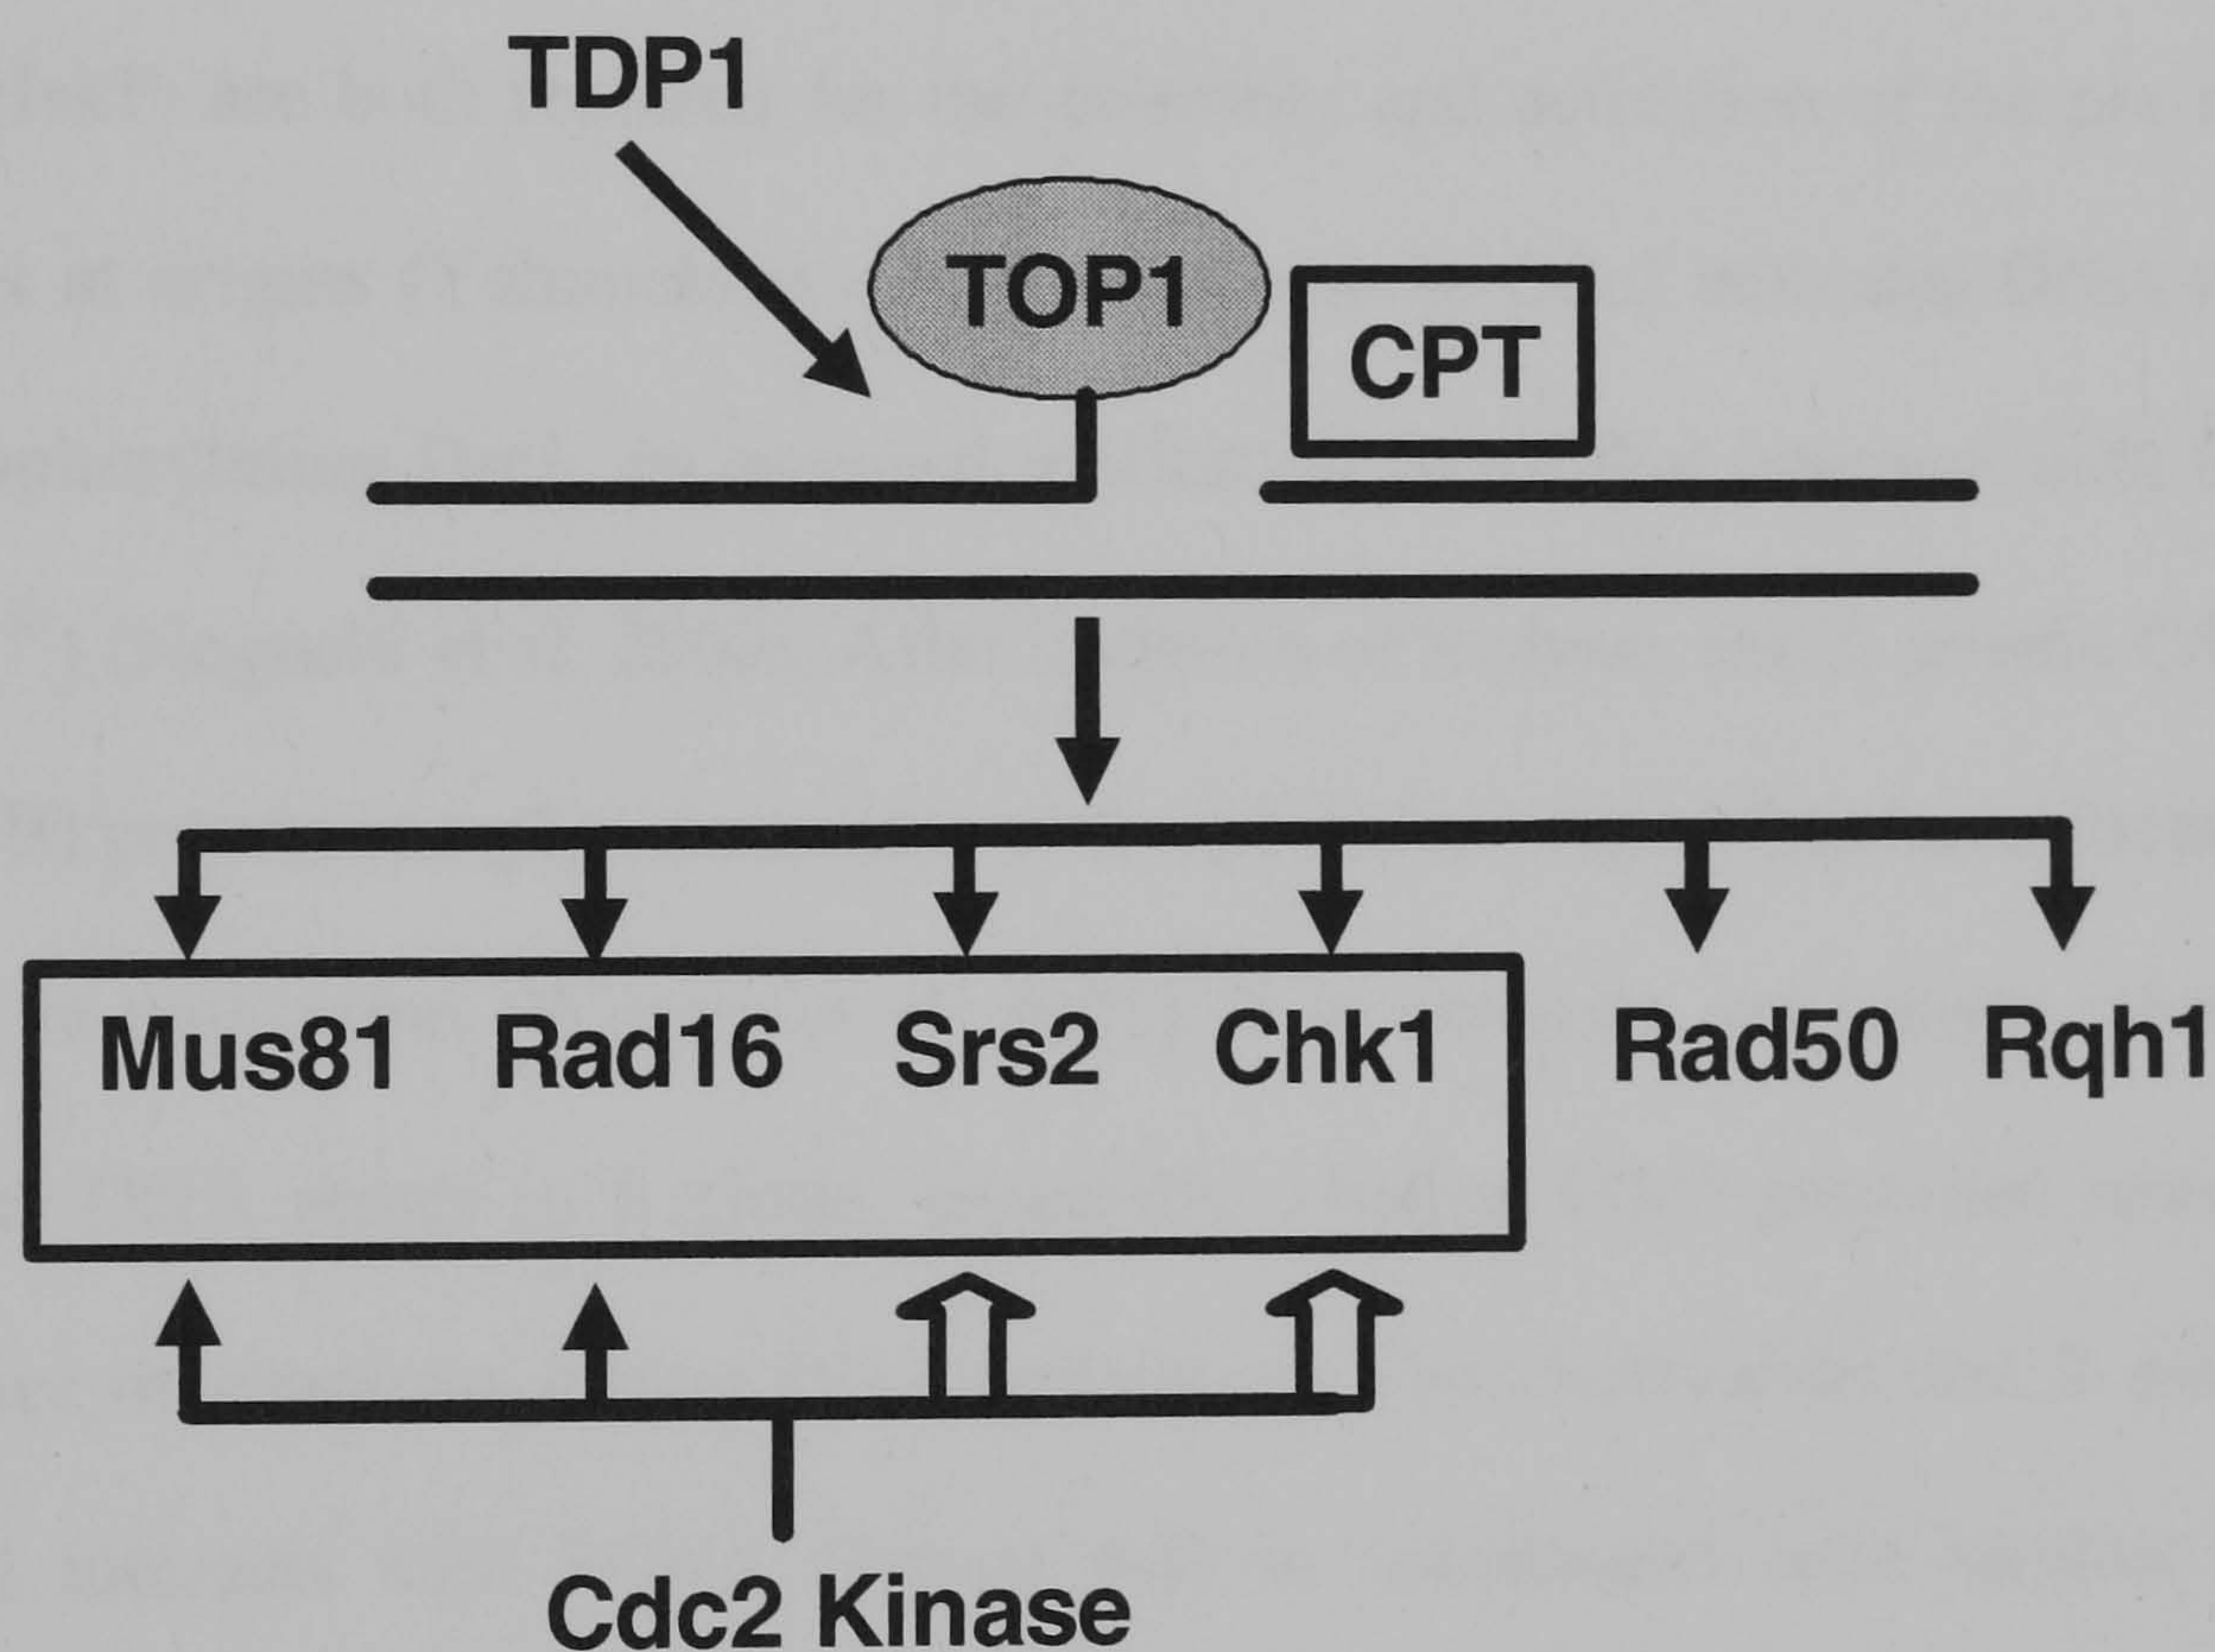 TDP1
TOP1
CPT
Mus81 Rad16 Srs2 Chk1 Rad50 Rqh1
Cdc2 Kinase